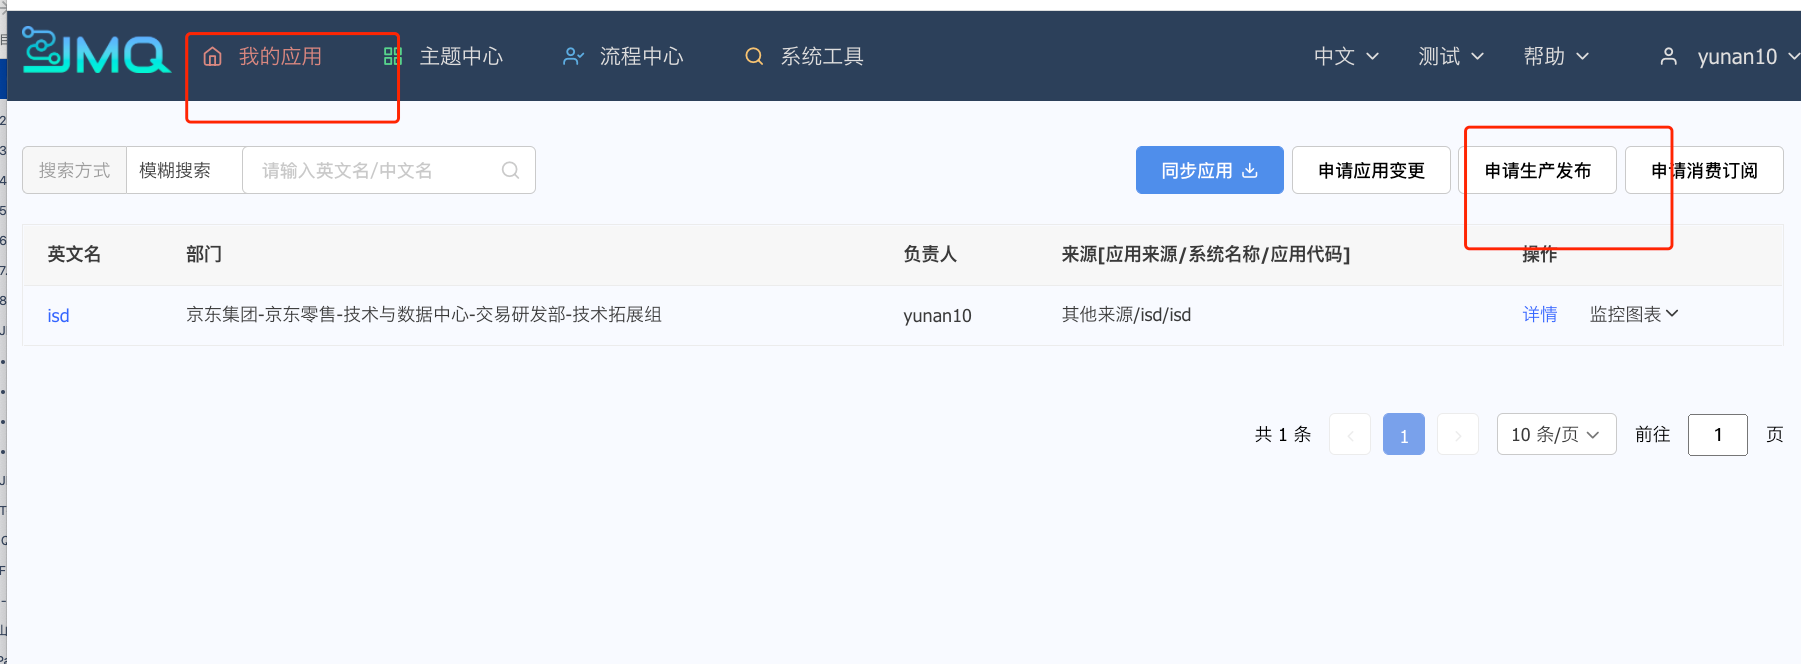 JMQ 我的应用 主题中心 流程中心 系统工具 中文 测试 帮助 yunan10
搜索方式 模糊搜索 请输入英文名/中文名 同步应用 申请应用变更 申请生产发布 申请消费订阅
英文名 部门 负责人 来源[应用来源/系统名称/应用代码] 操作
isd 京东集团-京东零售-技术与数据中心-交易研发部-技术拓展组 yunan10 其他来源/isd/isd 详情 监控图表
共 1 条 1 10 条/页 前往 1 页